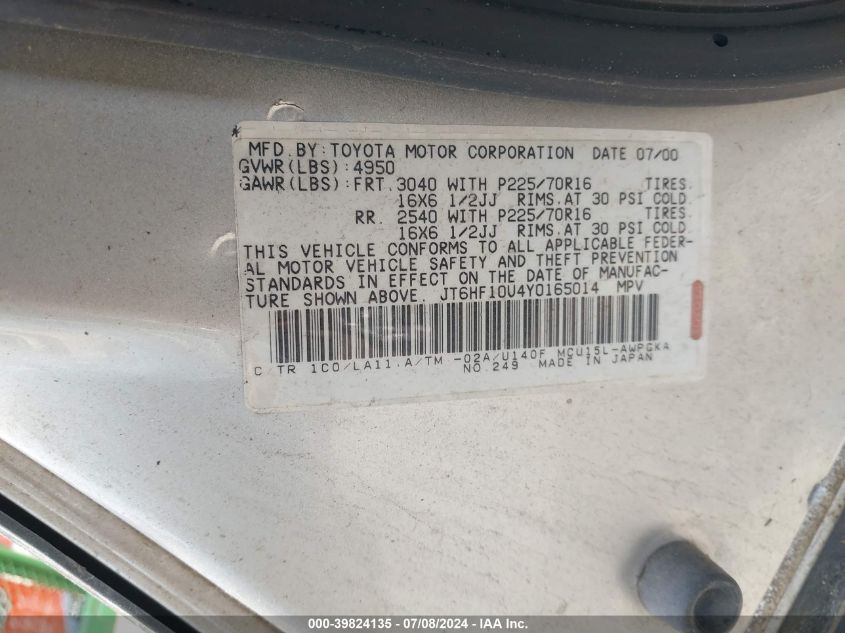 MFD. BY: TOYOTA MOTOR CORPORATION DATE 07/00
GVWR(LBS): 4950
GAWR(LBS): FRT. 3040 WITH P225/70R16 TIRES.
16X6 1/2JJ RIMS. AT 30 PSI COLD.
RR. 2540 WITH P225/70R16 TIRES.
16X6 1/2JJ RIMS. AT 30 PSI COLD.
THIS VEHICLE CONFORMS TO ALL APPLICABLE FEDER-
AL MOTOR VEHICLE SAFETY AND THEFT PREVENTION
STANDARDS IN EFFECT ON THE DATE OF MANUFAC-
TURE SHOWN ABOVE. JT6HF10U4Y0165014 MPV
C/TR 1C0/LA11.A/TM -02A/U140F MCU15L-AWPGKA
NO.249 MADE IN JAPAN
000-39824135 - 07/08/2024 - IAA Inc.